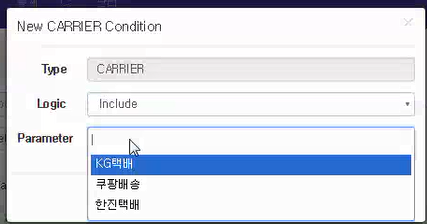 New CARRIER Condition
×
Type CARRIER
Logic Include
Parameter
KG택배
쿠팡배송
한진택배